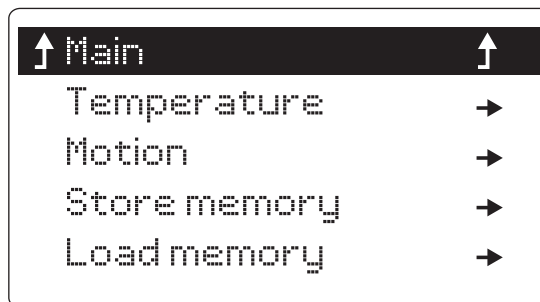 Main
Temperature
Motion
Store memory
Load memory